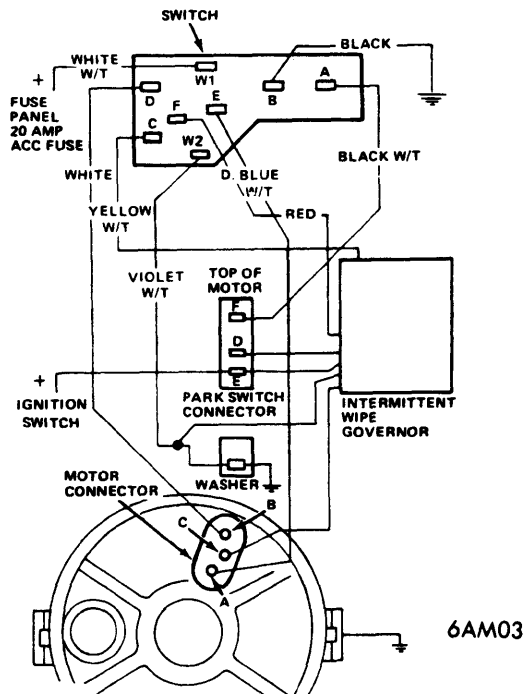 SWITCH
BLACK
WHITE
W/T
W1
+
FUSE
PANEL
20 AMP
ACC FUSE
D
F
E
B
A
C
W2
WHITE
D. BLUE
W/T
BLACK W/T
YELLOW
W/T
RED
VIOLET
W/T
TOP OF
MOTOR
F
D
E
+
IGNITION
SWITCH
PARK SWITCH
CONNECTOR
INTERMITTENT
WIPE
GOVERNOR
WASHER
MOTOR
CONNECTOR
B
C
A
6AM03